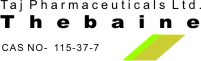 Taj Pharmaceuticals Ltd.
Thebaine
CAS NO- 115-37-7